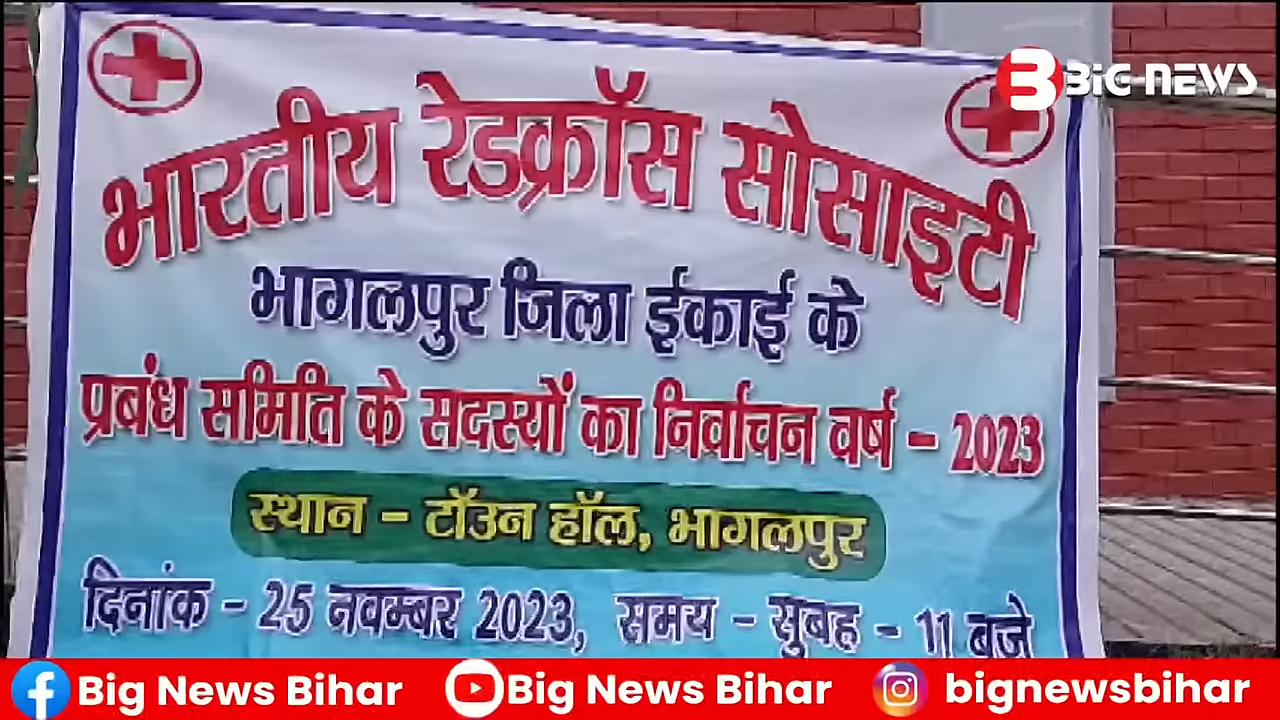 BiG-NEWS
भारतीय रेडक्रॉस सोसाइटी
भागलपुर जिला ईकाई के
प्रबंध समिति के सदस्यों का निर्वाचन वर्ष - 2023
स्थान - टॉउन हॉल, भागलपुर
दिनांक - 25 नवम्बर 2023, समय - सुबह - 11 बजे
Big News Bihar Big News Bihar bignewsbihar